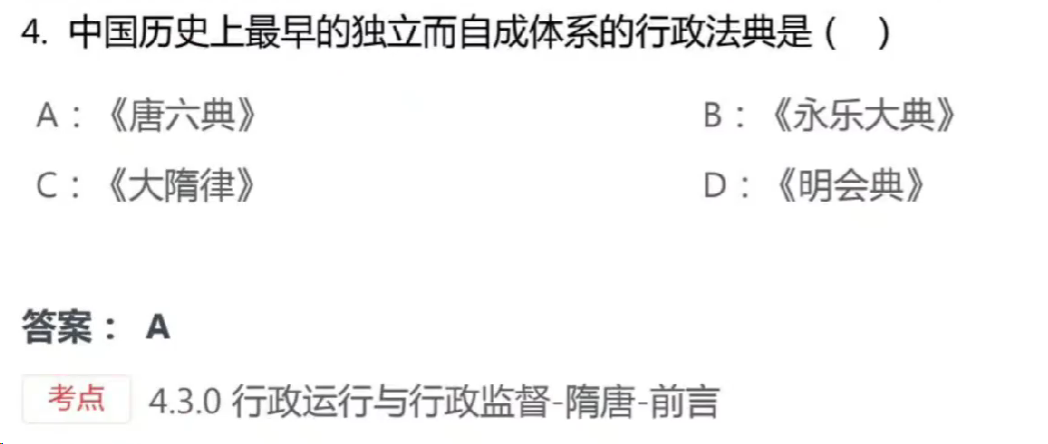 4. 中国历史上最早的独立而自成体系的行政法典是（ ）
A：《唐六典》 B：《永乐大典》
C：《大隋律》 D：《明会典》
答案： A
考点 4.3.0 行政运行与行政监督-隋唐-前言